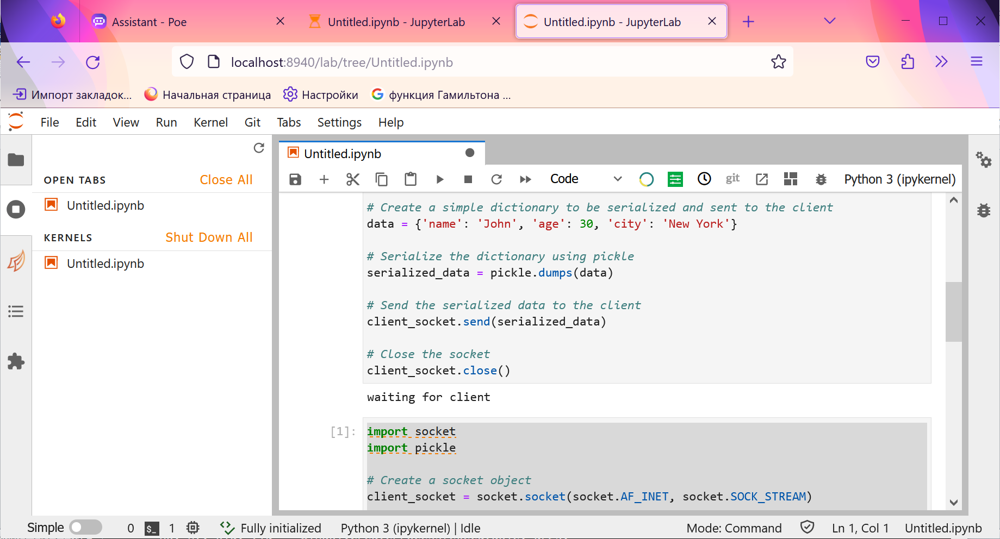 Assistant - Poe
Untitled.ipynb - JupyterLab
Untitled.ipynb - JupyterLab
localhost:8940/lab/tree/Untitled.ipynb
Импорт закладок... Начальная страница Настройки функция Гамильтона ...
File Edit View Run Kernel Git Tabs Settings Help
OPEN TABS Close All
Untitled.ipynb
KERNELS Shut Down All
Untitled.ipynb
Untitled.ipynb
Code git Python 3 (ipykernel)
# Create a simple dictionary to be serialized and sent to the client
data = {'name': 'John', 'age': 30, 'city': 'New York'}
# Serialize the dictionary using pickle
serialized_data = pickle.dumps(data)
# Send the serialized data to the client
client_socket.send(serialized_data)
# Close the socket
client_socket.close()
waiting for client
[1]: import socket
import pickle
# Create a socket object
client_socket = socket.socket(socket.AF_INET, socket.SOCK_STREAM)
Simple 0 $_ 1 Fully initialized Python 3 (ipykernel) | Idle Mode: Command Ln 1, Col 1 Untitled.ipynb